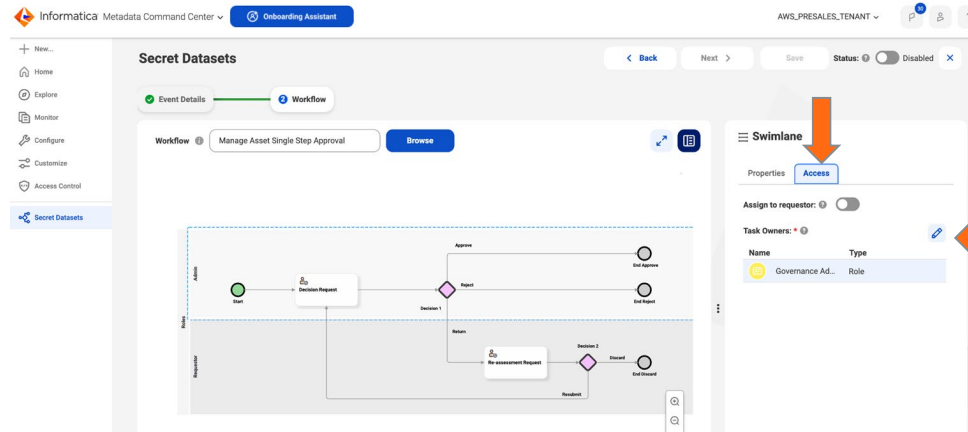 Informatica Metadata Command Center
Onboarding Assistant
AWS_PRESALES_TENANT
30
New...
Home
Explore
Monitor
Configure
Customize
Access Control
Secret Datasets
Secret Datasets
Back
Next
Save
Status:
Disabled
Event Details
2 Workflow
Workflow
Manage Asset Single Step Approval
Browse
Roles
Admin
Start
Decision Request
Decision 1
Approve
End Approve
Reject
End Reject
Return
Requestor
Re-assessment Request
Decision 2
Discard
End Discard
Resubmit
Swimlane
Properties
Access
Assign to requestor:
Task Owners: *
Name Type
Governance Ad... Role